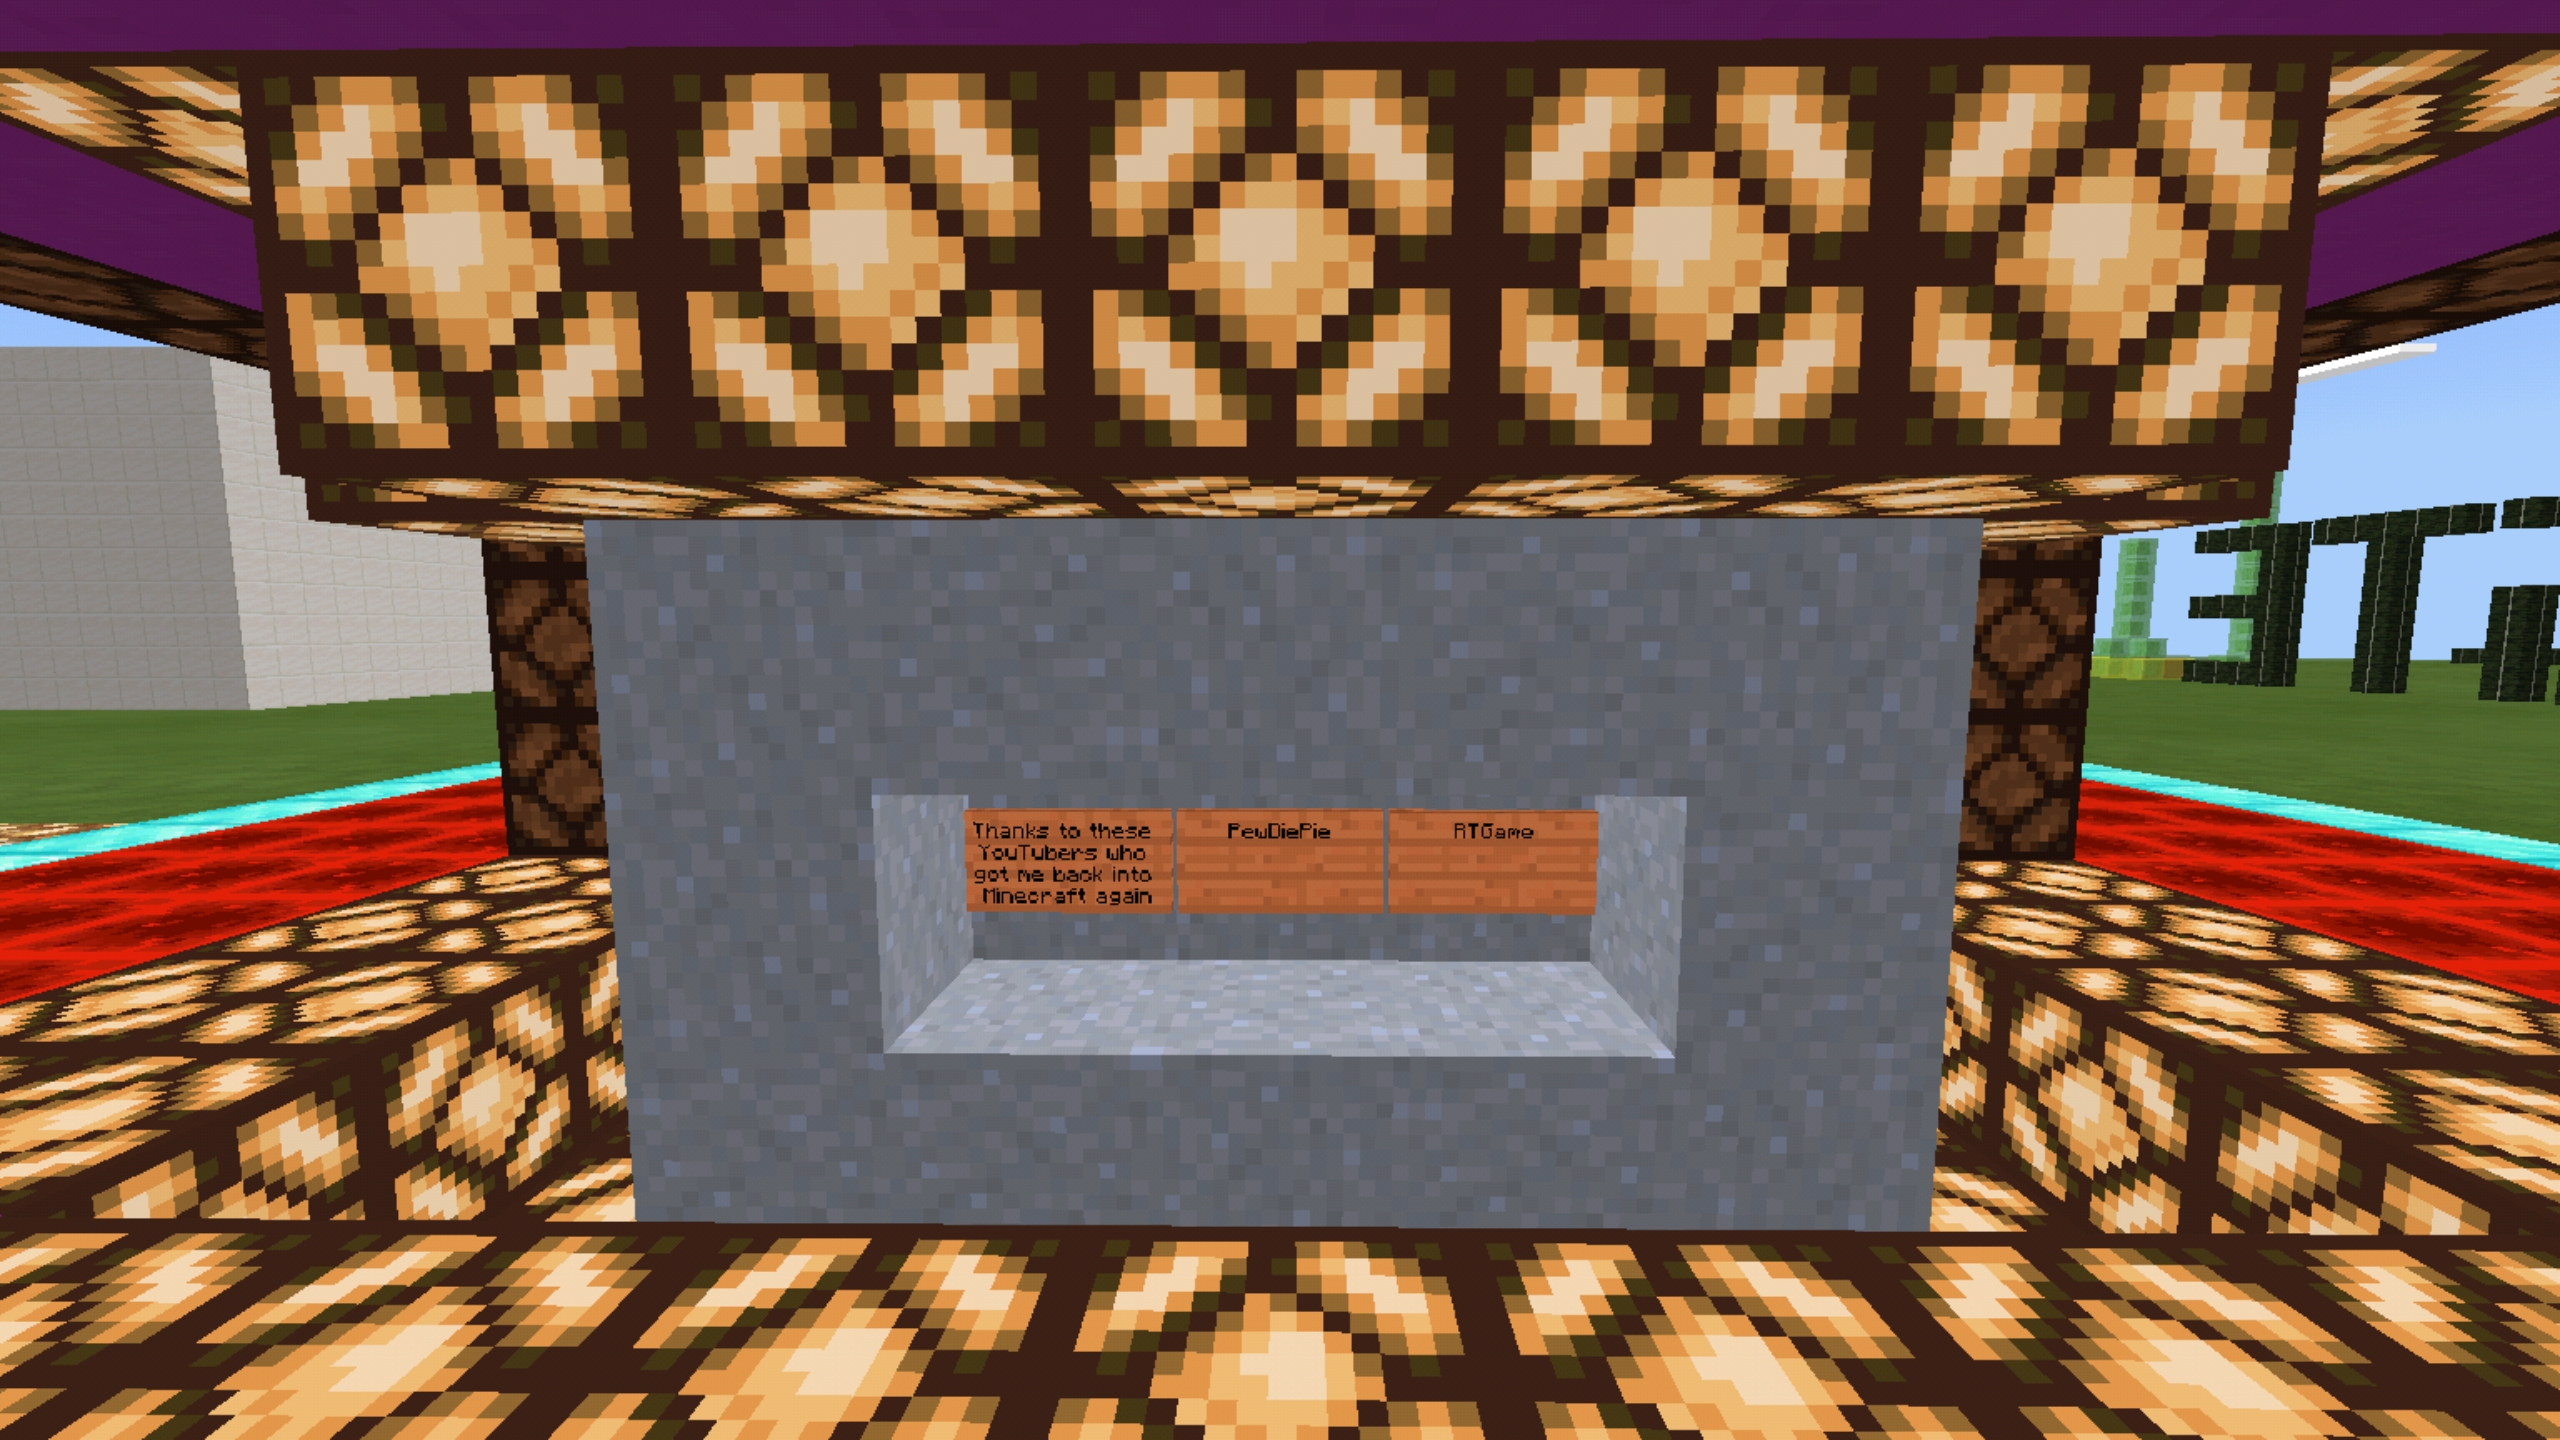 Thanks to these
YouTubers who
got me back into
Minecraft again
PewDiePie
RTGame